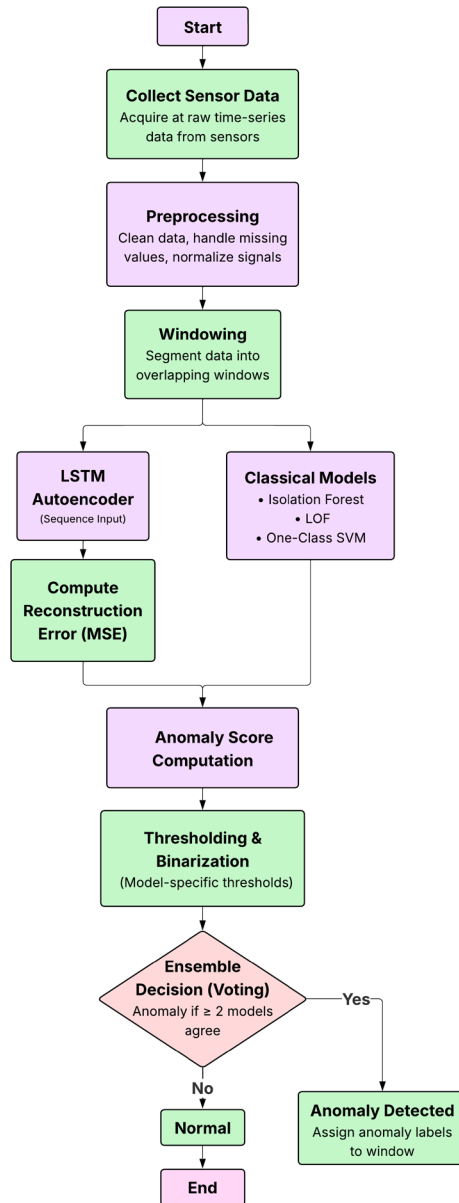 Start
Collect Sensor Data
Acquire at raw time-series
data from sensors
Preprocessing
Clean data, handle missing
values, normalize signals
Windowing
Segment data into
overlapping windows
LSTM
Autoencoder
(Sequence Input)
Classical Models
• Isolation Forest
• LOF
• One-Class SVM
Compute
Reconstruction
Error (MSE)
Anomaly Score
Computation
Thresholding &
Binarization
(Model-specific thresholds)
Ensemble
Decision (Voting)
Anomaly if ≥ 2 models
agree
Yes
No
Anomaly Detected
Assign anomaly labels
to window
Normal
End